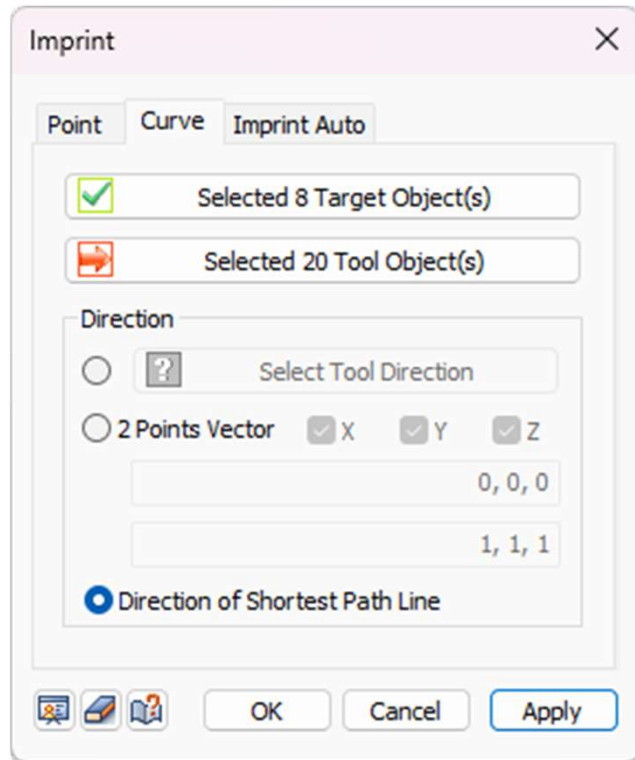 Imprint
Point Curve Imprint Auto
Selected 8 Target Object(s)
Selected 20 Tool Object(s)
Direction
? Select Tool Direction
2 Points Vector X Y Z
0, 0, 0
1, 1, 1
Direction of Shortest Path Line
OK Cancel Apply